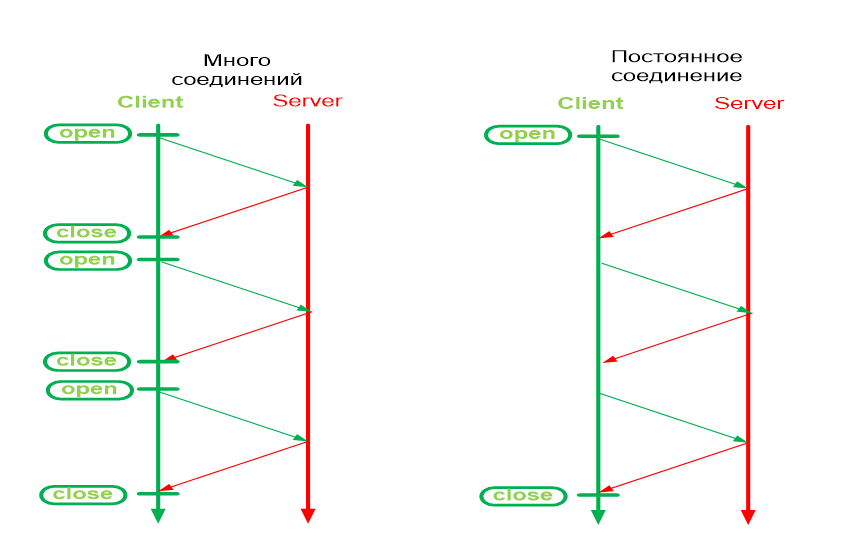 Много
соединений
Client
Server
open
close
open
close
open
close
Постоянное
соединение
Client
Server
open
close